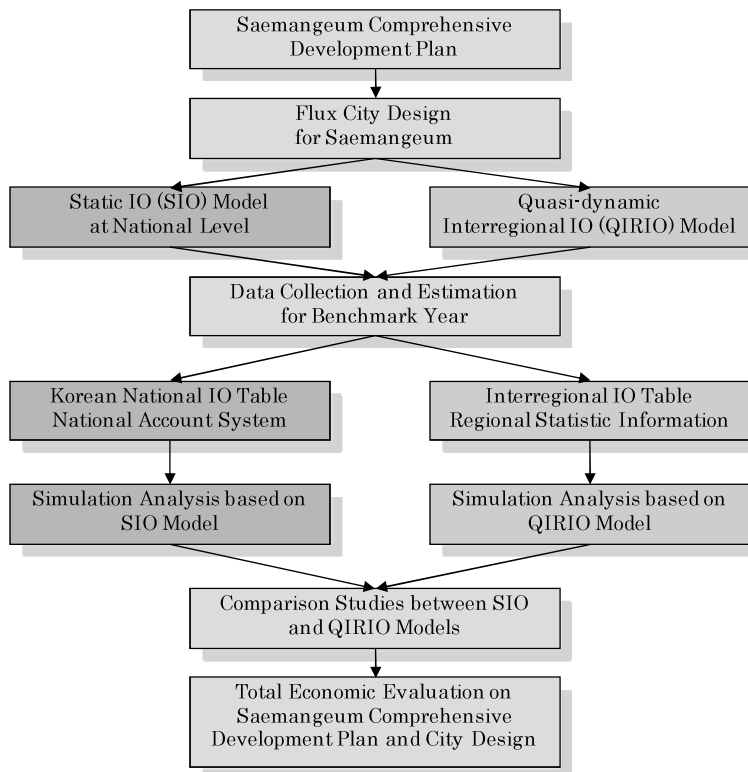 Saemangeum Comprehensive
Development Plan
Flux City Design
for Saemangeum
Static IO (SIO) Model
at National Level
Quasi-dynamic
Interregional IO (QIRIO) Model
Data Collection and Estimation
for Benchmark Year
Korean National IO Table
National Account System
Interregional IO Table
Regional Statistic Information
Simulation Analysis based on
SIO Model
Simulation Analysis based on
QIRIO Model
Comparison Studies between SIO
and QIRIO Models
Total Economic Evaluation on
Saemangeum Comprehensive
Development Plan and City Design